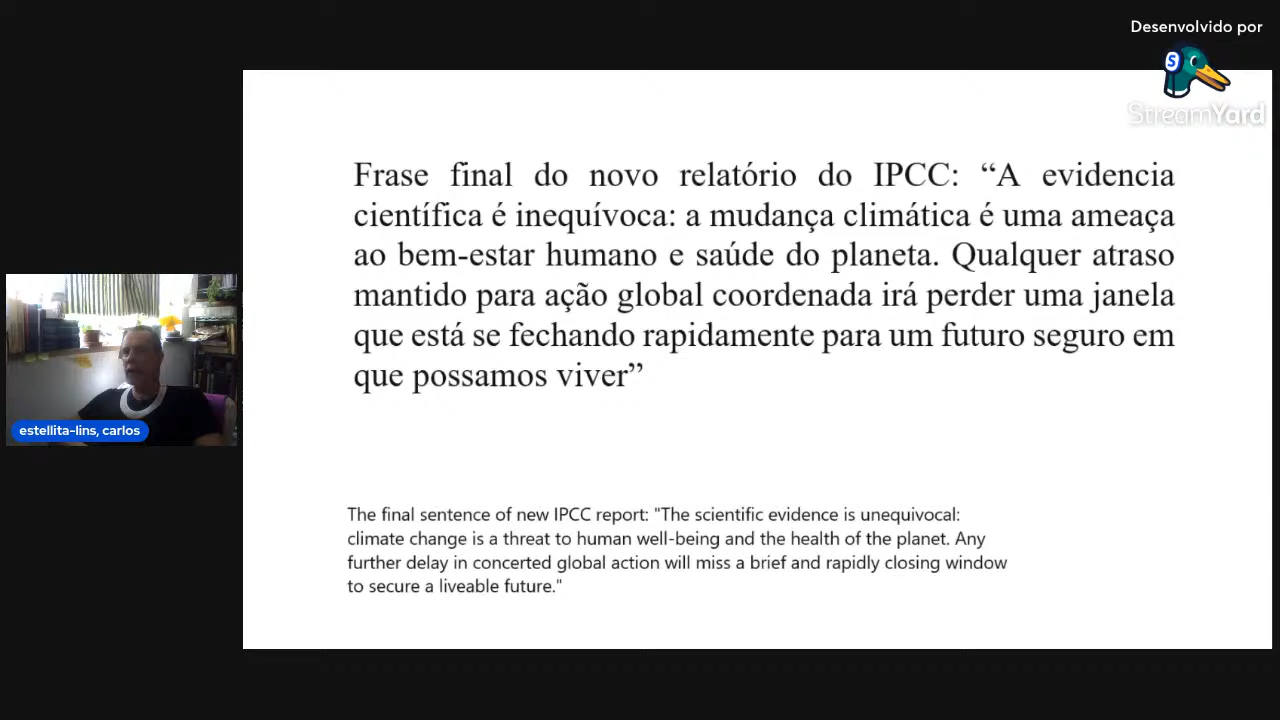 Desenvolvido por
S
StreamYard
Frase final do novo relatório do IPCC: “A evidencia
científica é inequívoca: a mudança climática é uma ameaça
ao bem-estar humano e saúde do planeta. Qualquer atraso
mantido para ação global coordenada irá perder uma janela
que está se fechando rapidamente para um futuro seguro em
que possamos viver”
estellita-lins, carlos
The final sentence of new IPCC report: "The scientific evidence is unequivocal:
climate change is a threat to human well-being and the health of the planet. Any
further delay in concerted global action will miss a brief and rapidly closing window
to secure a liveable future."